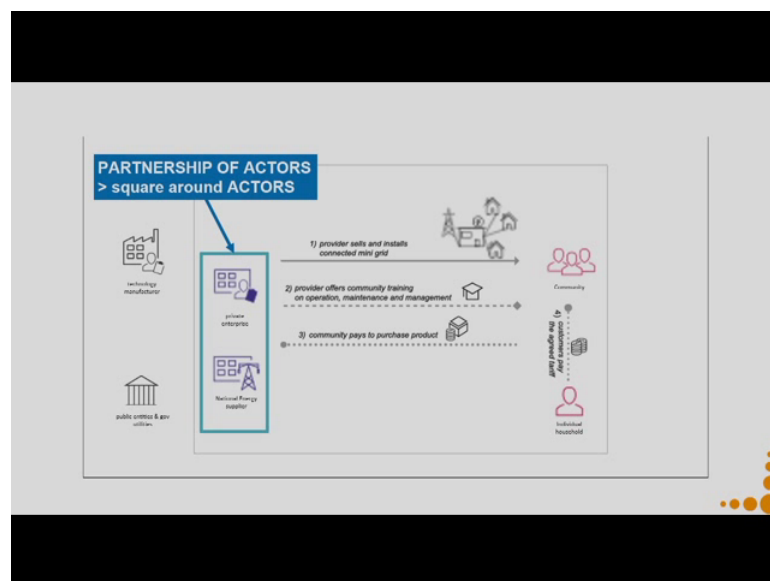 PARTNERSHIP OF ACTORS
> square around ACTORS
technology
manufacturer
private
enterprise
National Energy
supplier
public entities & gov
utilities
1) provider sells and installs
connected mini grid
2) provider offers community training
on operation, maintenance and management
3) community pays to purchase product
Community
4) customers pay
the agreed tariff
Individual
household